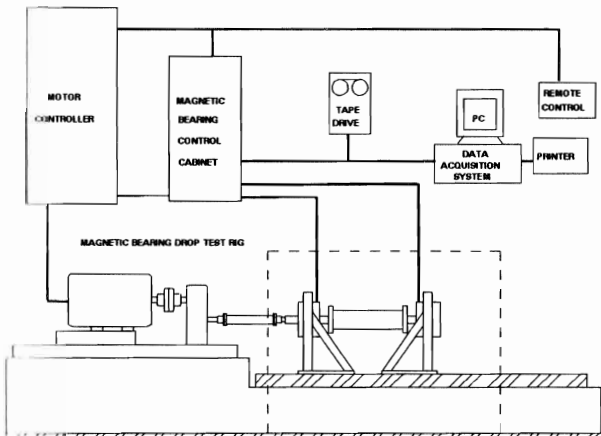 MOTOR
CONTROLLER
MAGNETIC
BEARING
CONTROL
CABINET
TAPE
DRIVE
PC
REMOTE
CONTROL
DATA
ACQUISITION
SYSTEM
PRINTER
MAGNETIC BEARING DROP TEST RIG